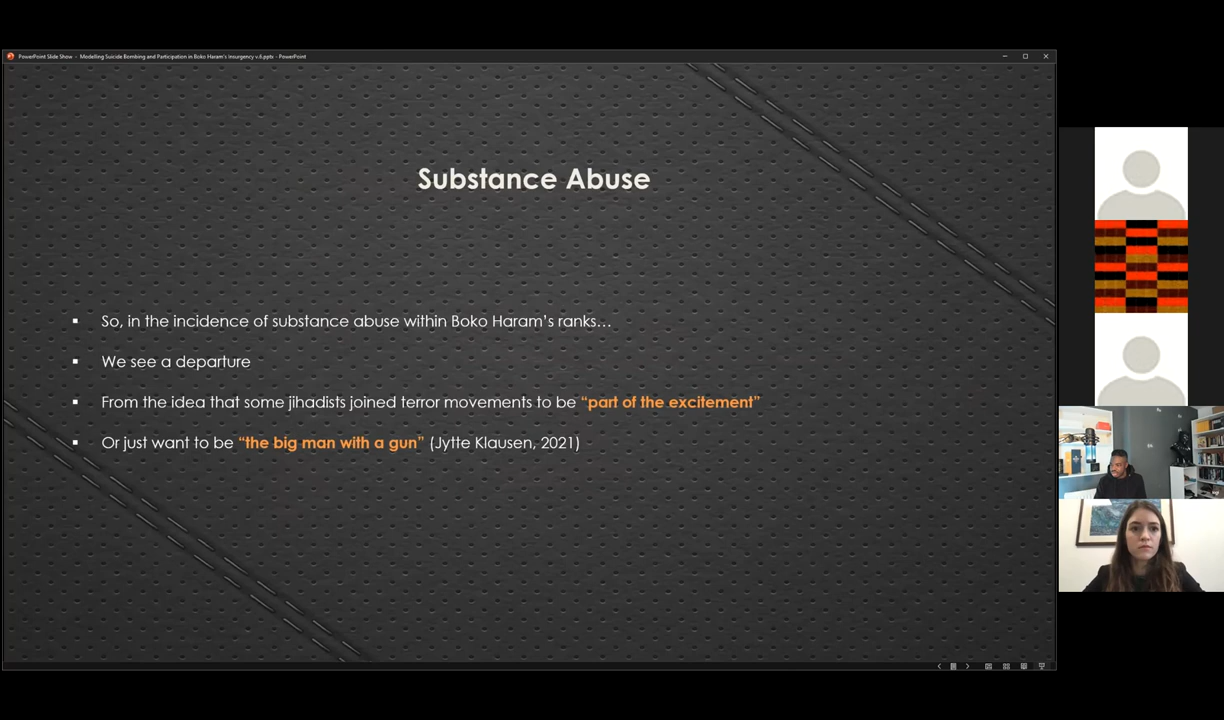 PowerPoint Slide Show - Modelling Suicide Bombing and Participation in Boko Haram's Insurgency v.6.pptx - PowerPoint
Substance Abuse
▪ So, in the incidence of substance abuse within Boko Haram's ranks…
▪ We see a departure
▪ From the idea that some jihadists joined terror movements to be “part of the excitement”
▪ Or just want to be “the big man with a gun” (Jytte Klausen, 2021)